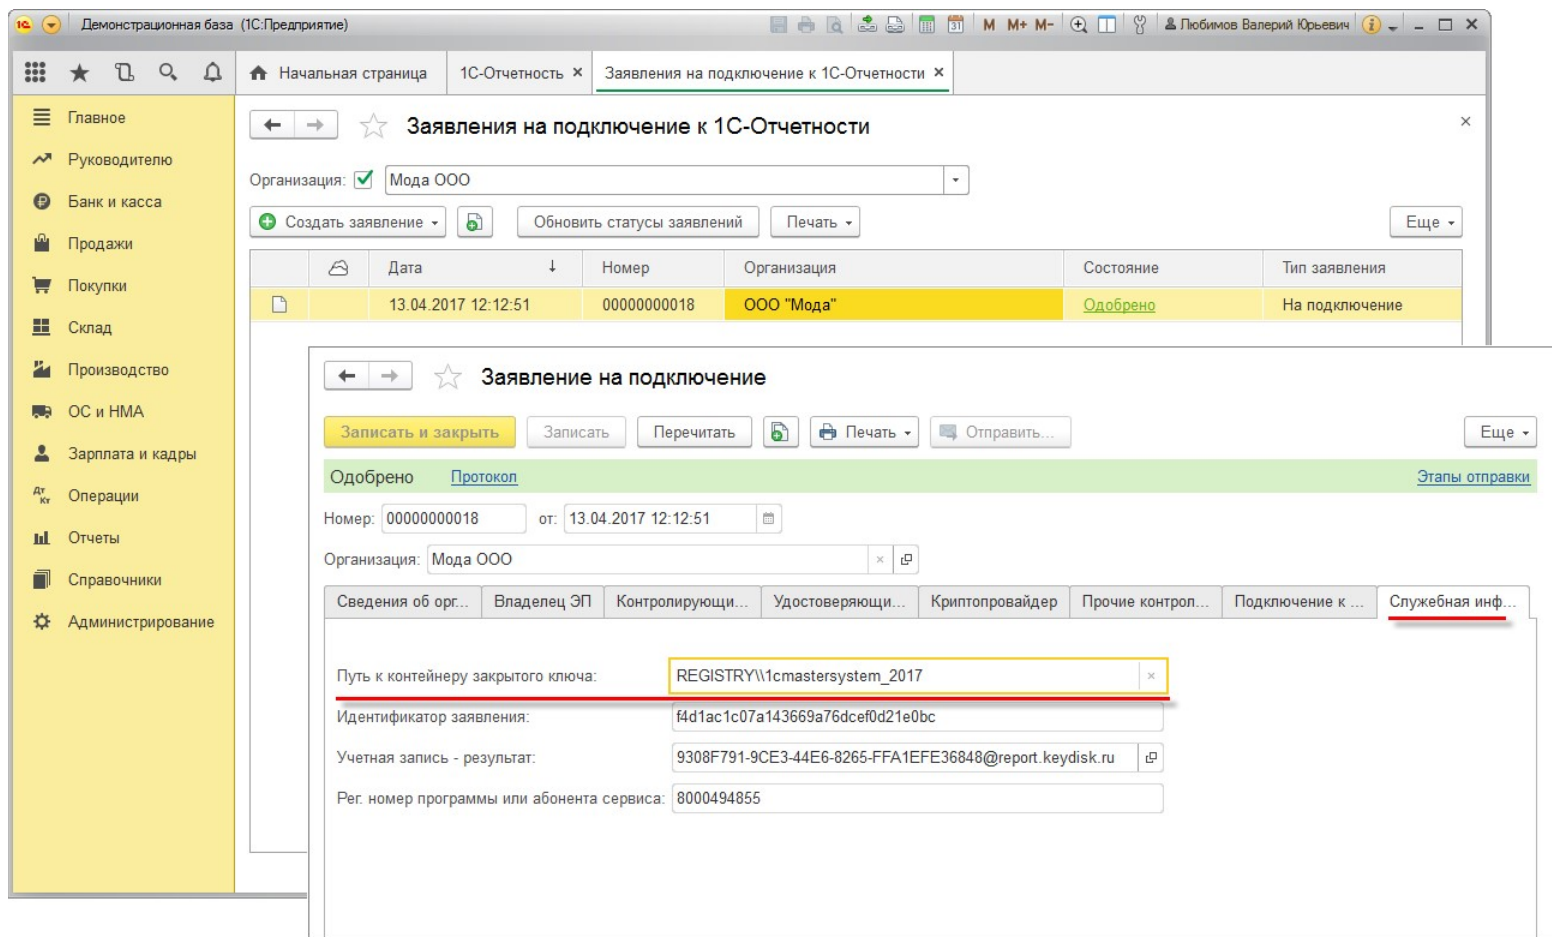 Демонстрационная база (1С:Предприятие)
M M+ M- Любимов Валерий Юрьевич
Начальная страница 1С-Отчетность × Заявления на подключение к 1С-Отчетности ×
Главное
Руководителю
Банк и касса
Продажи
Покупки
Склад
Производство
ОС и НМА
Зарплата и кадры
Дт Кт Операции
Отчеты
Справочники
Администрирование
Заявления на подключение к 1С-Отчетности
Организация: Мода ООО
Создать заявление Обновить статусы заявлений Печать Еще
Дата ↓ Номер Организация Состояние Тип заявления
13.04.2017 12:12:51 00000000018 ООО "Мода" Одобрено На подключение
Заявление на подключение
Записать и закрыть Записать Перечитать Печать Отправить... Еще
Одобрено Протокол Этапы отправки
Номер: 00000000018 от: 13.04.2017 12:12:51
Организация: Мода ООО
Сведения об орг... Владелец ЭП Контролирующи... Удостоверяющи... Криптопровайдер Прочие контрол... Подключение к ... Служебная инф...
Путь к контейнеру закрытого ключа: REGISTRY\\1cmastersystem_2017
Идентификатор заявления: f4d1ac1c07a143669a76dcef0d21e0bc
Учетная запись - результат: 9308F791-9CE3-44E6-8265-FFA1EFE36848@report.keydisk.ru
Рег. номер программы или абонента сервиса: 8000494855